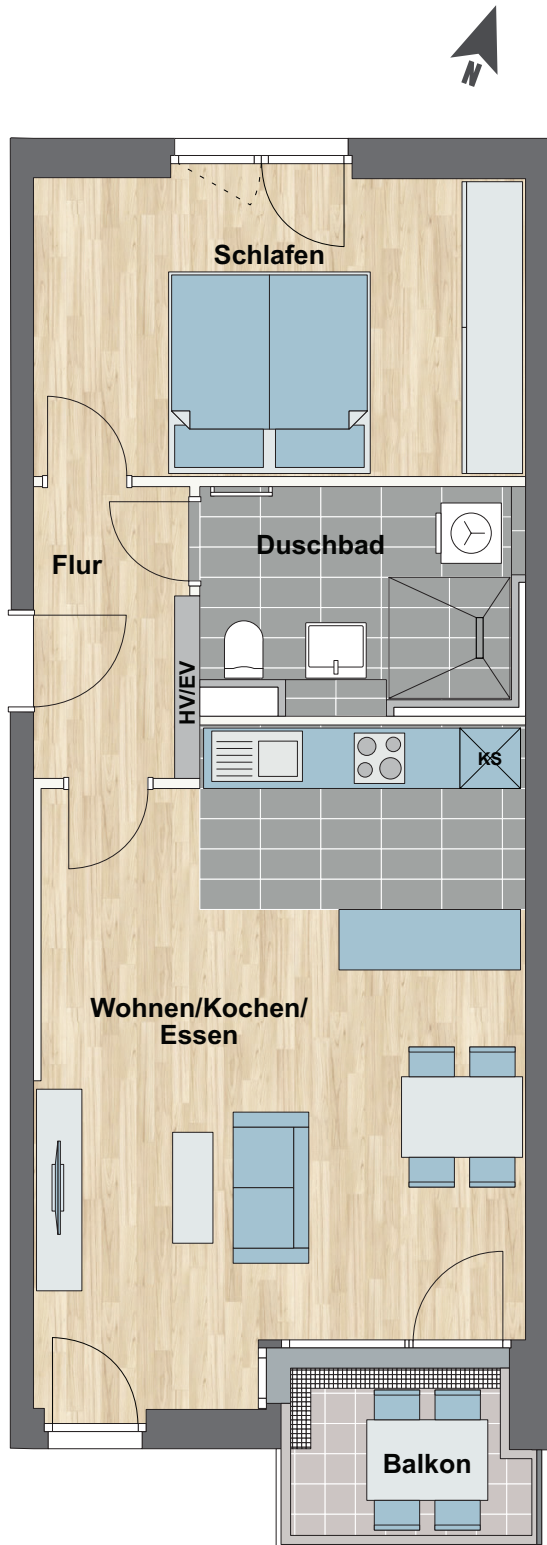 N
Schlafen
Duschbad
Flur
HV/EV
KS
Wohnen/Kochen/
Essen
Balkon